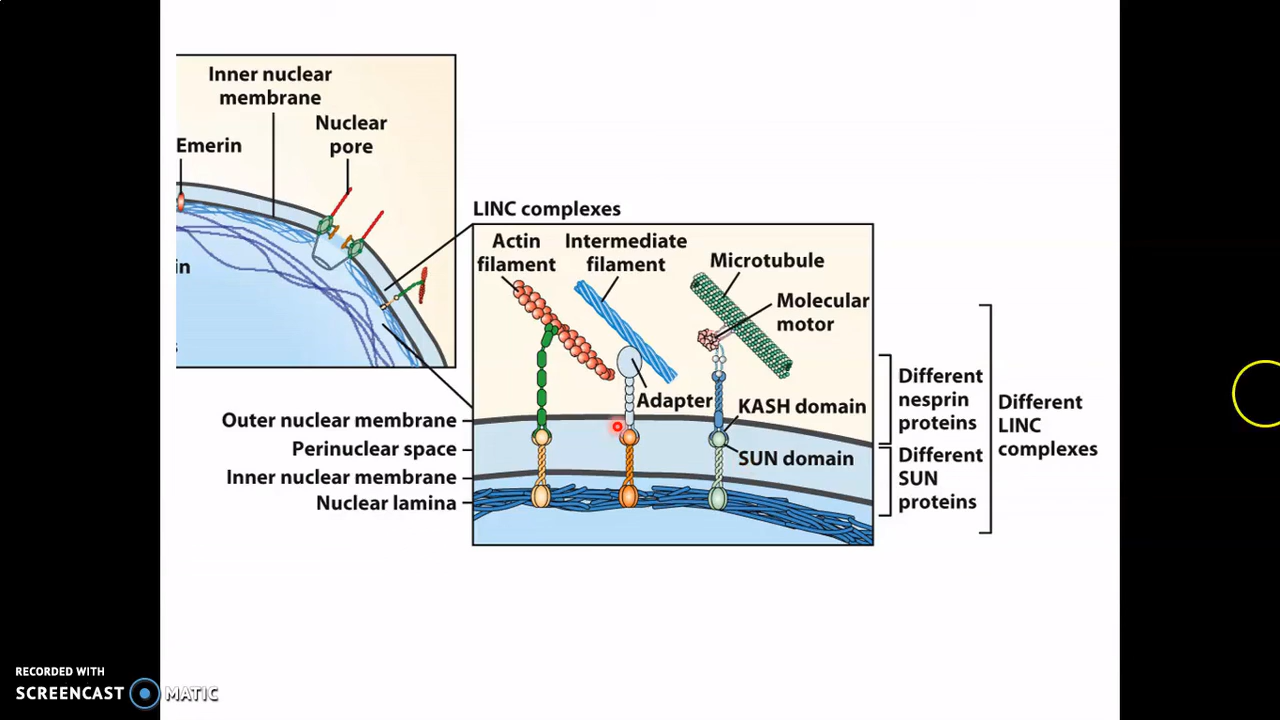 Inner nuclear
membrane
Nuclear
pore
Emerin
in
s
LINC complexes
Actin
filament
Intermediate
filament
Microtubule
Molecular
motor
Adapter
KASH domain
SUN domain
Outer nuclear membrane
Perinuclear space
Inner nuclear membrane
Nuclear lamina
Different
nesprin
proteins
Different
SUN
proteins
Different
LINC
complexes
RECORDED WITH
SCREENCAST MATIC